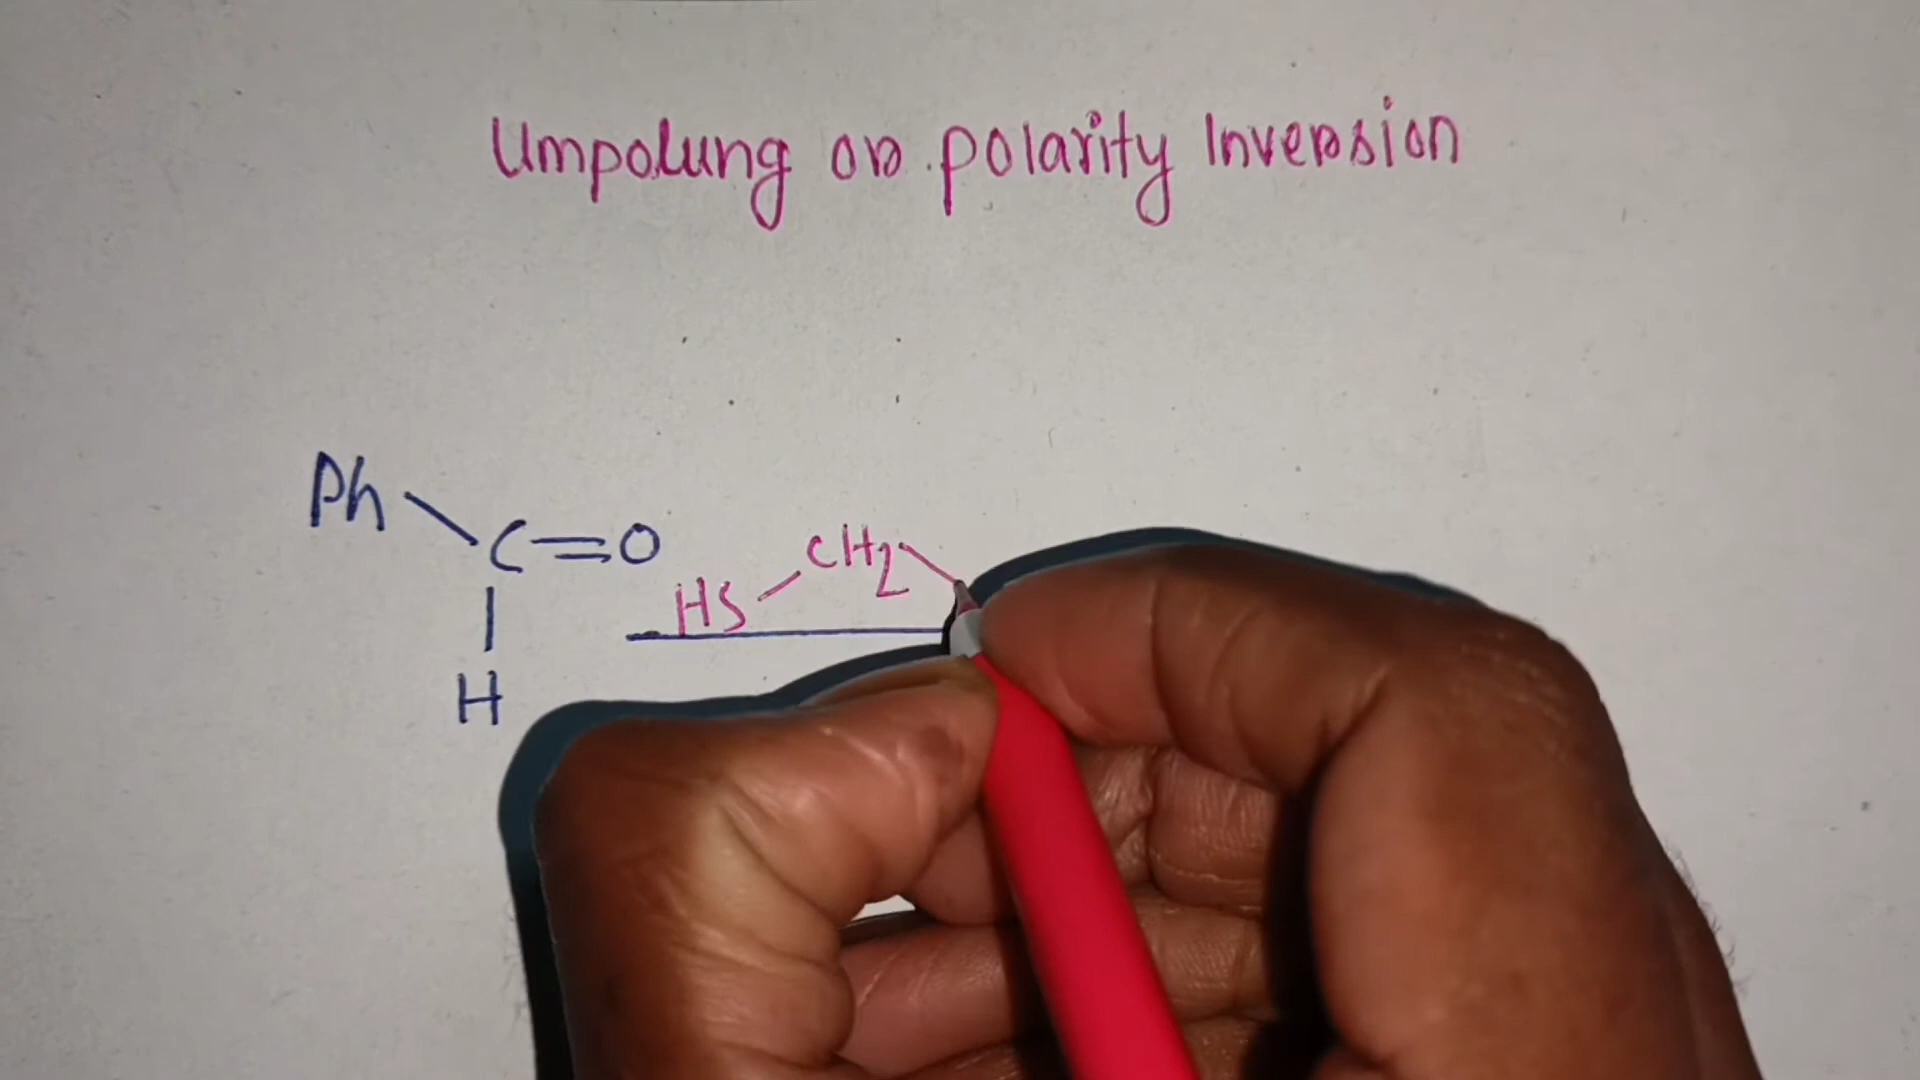 Umpolung or polarity Inversion
Ph
C=O
HS CH2
H